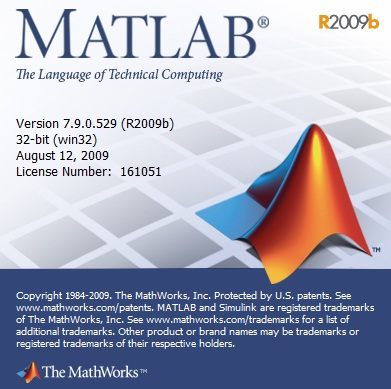 MATLAB®
R2009b
The Language of Technical Computing
Version 7.9.0.529 (R2009b)
32-bit (win32)
August 12, 2009
License Number: 161051
TM
Copyright 1984-2009. The MathWorks, Inc. Protected by U.S. patents. See
www.mathworks.com/patents. MATLAB and Simulink are registered trademarks
of The MathWorks, Inc. See www.mathworks.com/trademarks for a list of
additional trademarks. Other product or brand names may be trademarks or
registered trademarks of their respective holders.
The MathWorks™